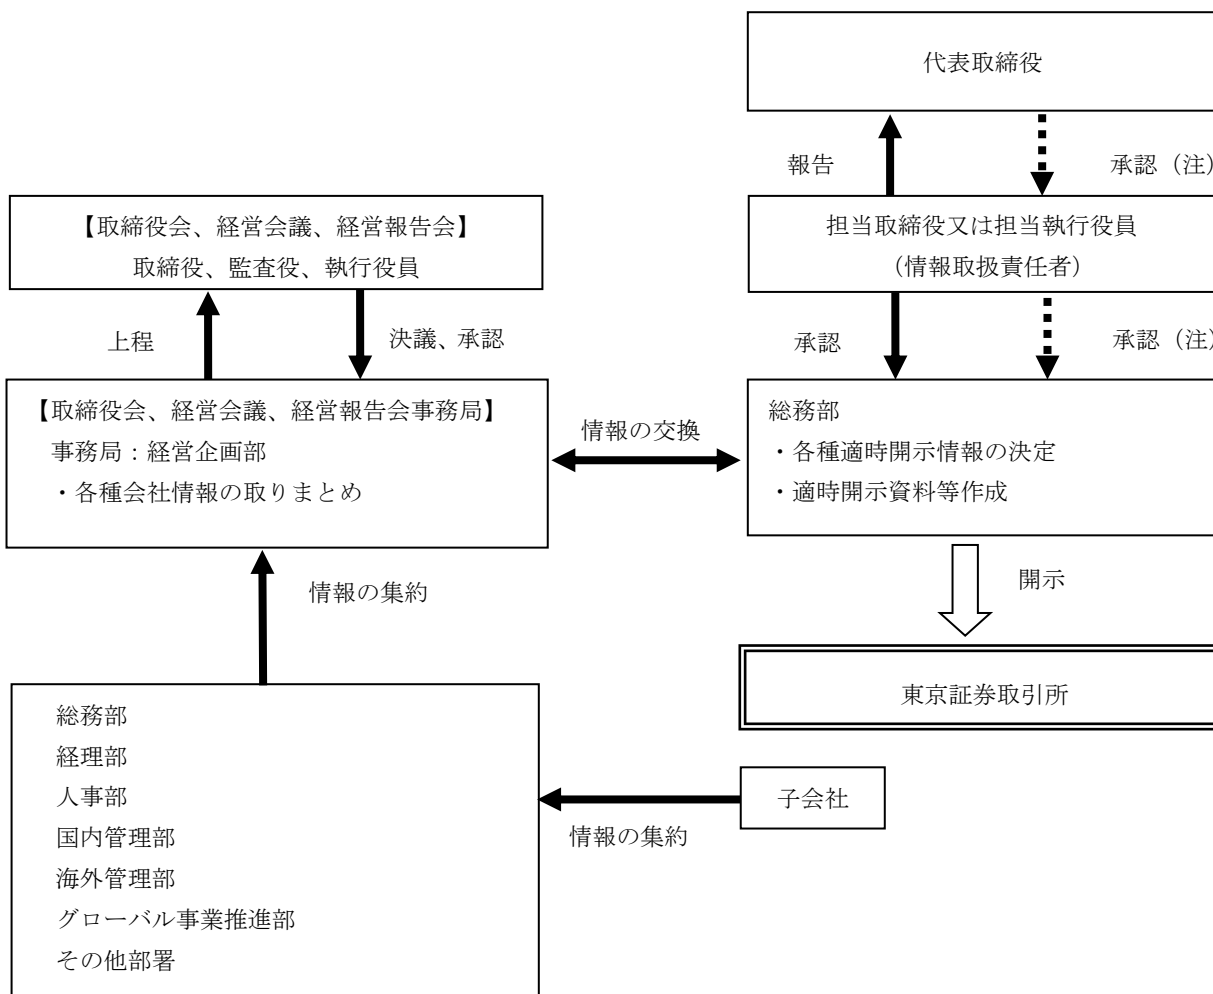 代表取締役
報告
承認（注）
【取締役会、経営会議、経営報告会】
取締役、監査役、執行役員
担当取締役又は担当執行役員
（情報取扱責任者）
上程
決議、承認
承認
承認（注）
【取締役会、経営会議、経営報告会事務局】
事務局：経営企画部
・各種会社情報の取りまとめ
情報の交換
総務部
・各種適時開示情報の決定
・適時開示資料等作成
情報の集約
開示
東京証券取引所
総務部
経理部
人事部
国内管理部
海外管理部
グローバル事業推進部
その他部署
子会社
情報の集約